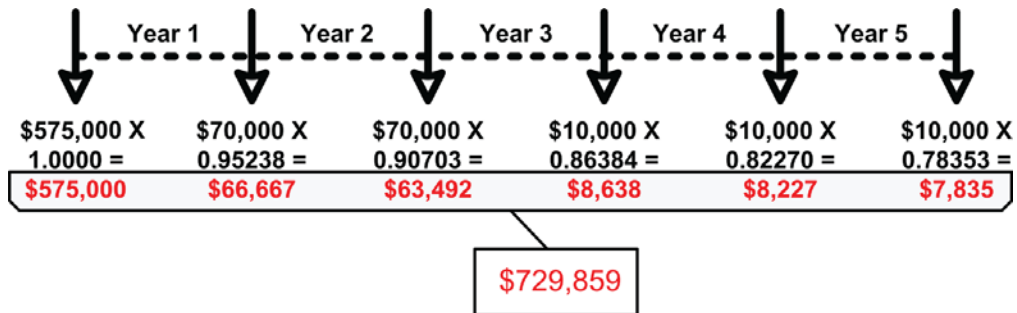 Year 1 Year 2 Year 3 Year 4 Year 5
$575,000 X $70,000 X $70,000 X $10,000 X $10,000 X $10,000 X
1.0000 = 0.95238 = 0.90703 = 0.86384 = 0.82270 = 0.78353 =
$575,000 $66,667 $63,492 $8,638 $8,227 $7,835
$729,859